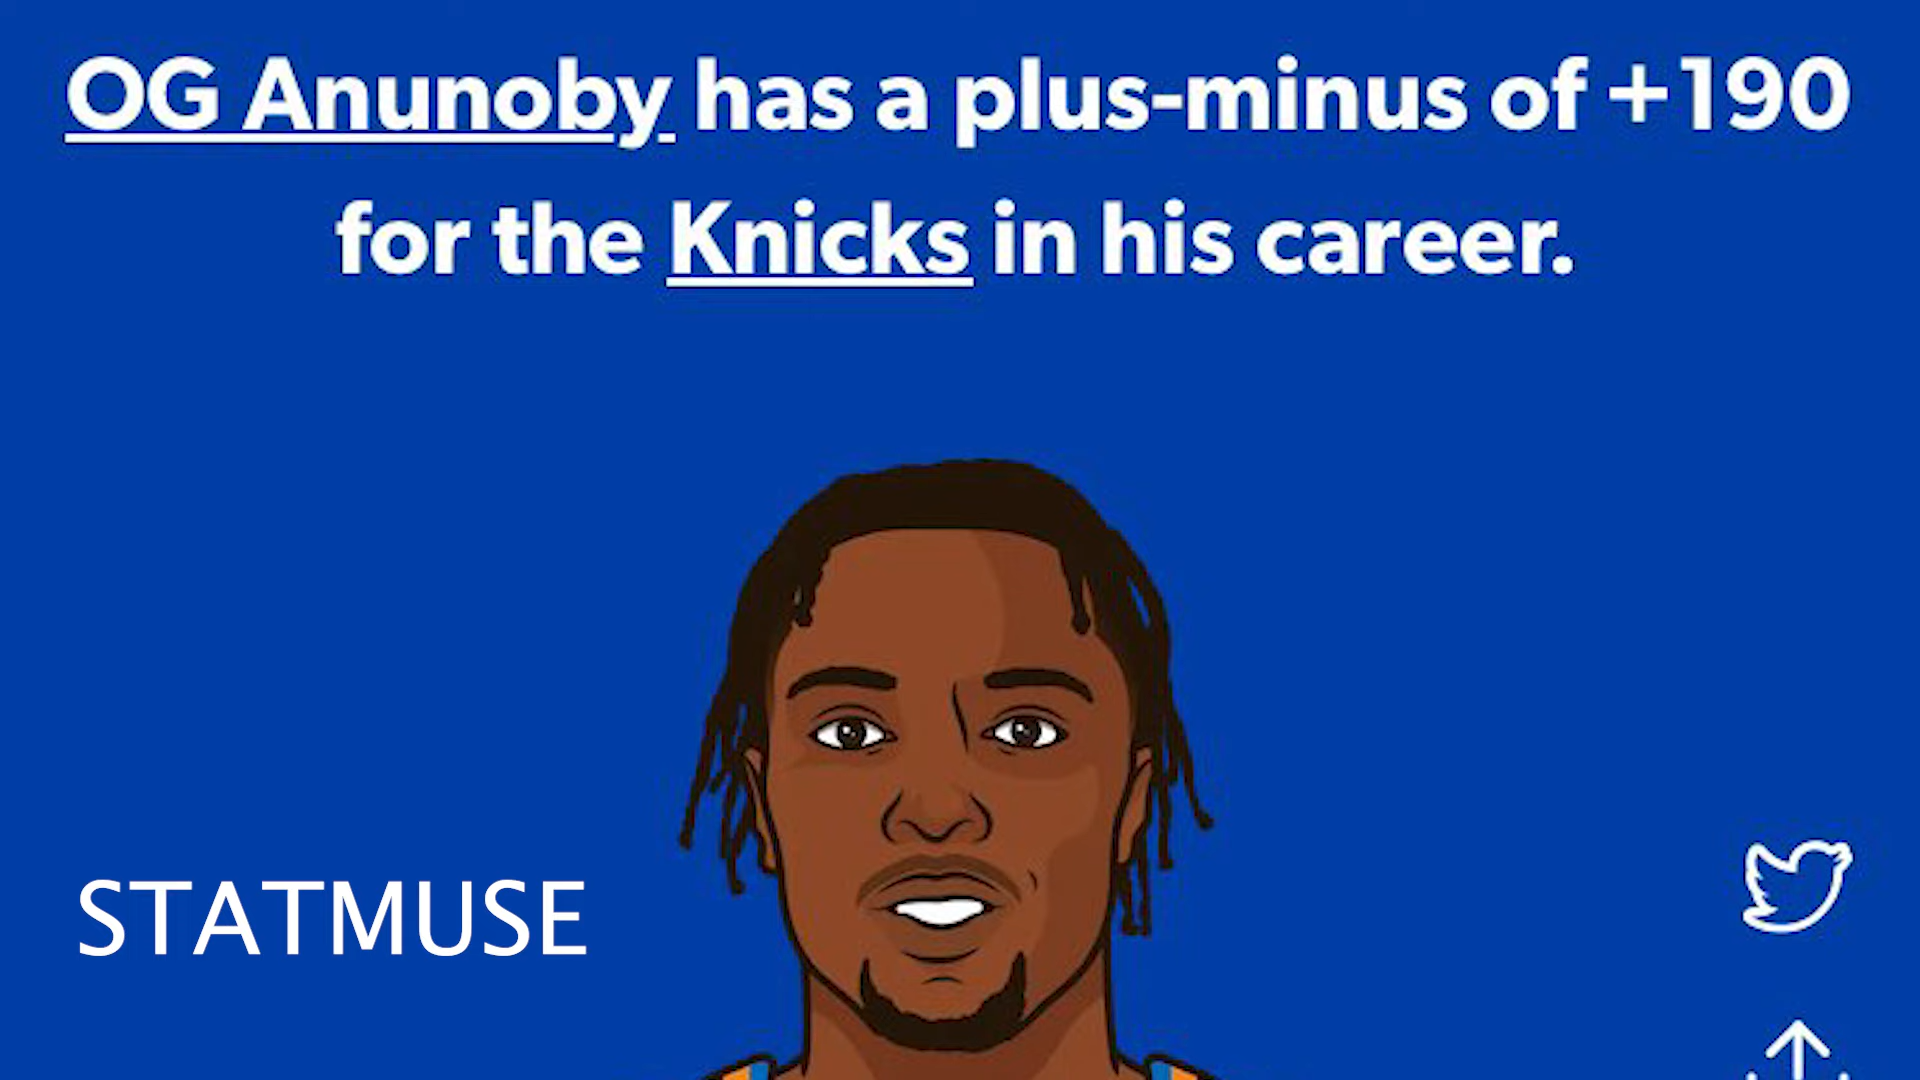 OG Anunoby has a plus-minus of +190
for the Knicks in his career.
STATMUSE